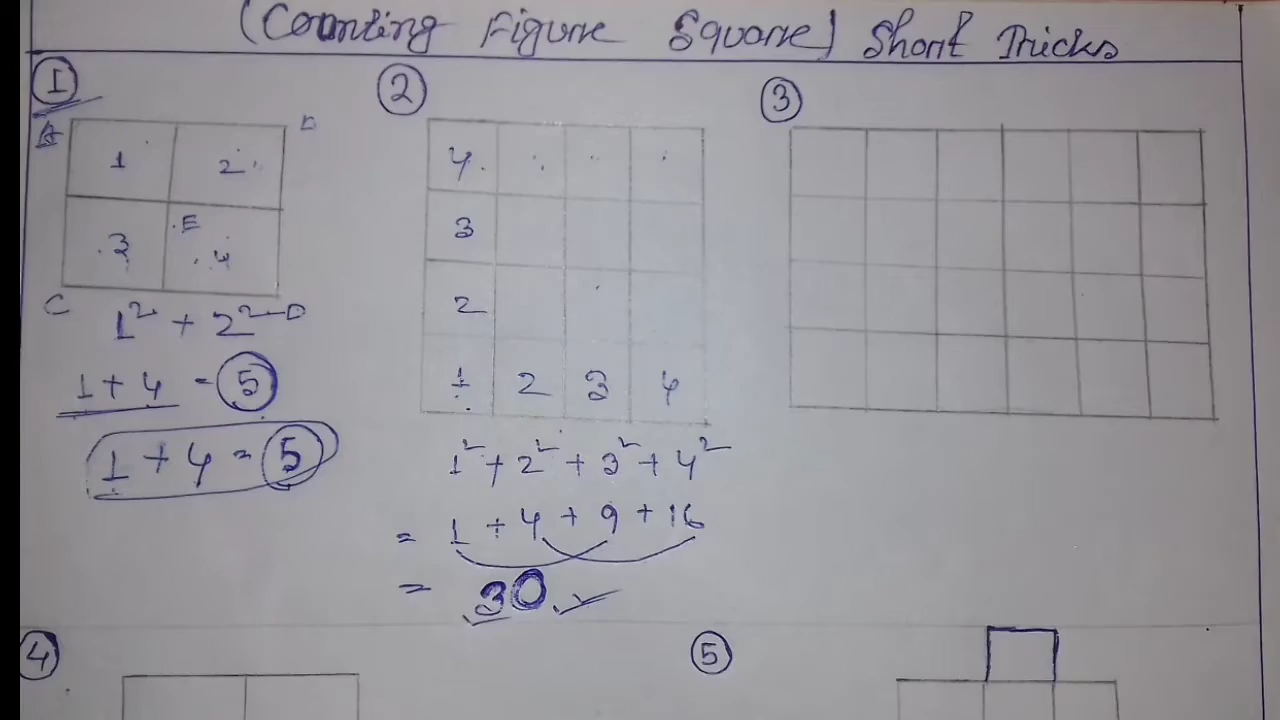 (Counting Figure Square) Short Tricks
1
A D
1 2
3 E 4
C D
1² + 2²
1 + 4 = 5
1 + 4 = 5
2
4
3
2
1 2 3 4
1² + 2² + 3² + 4²
= 1 + 4 + 9 + 16
= 30
3
4
5